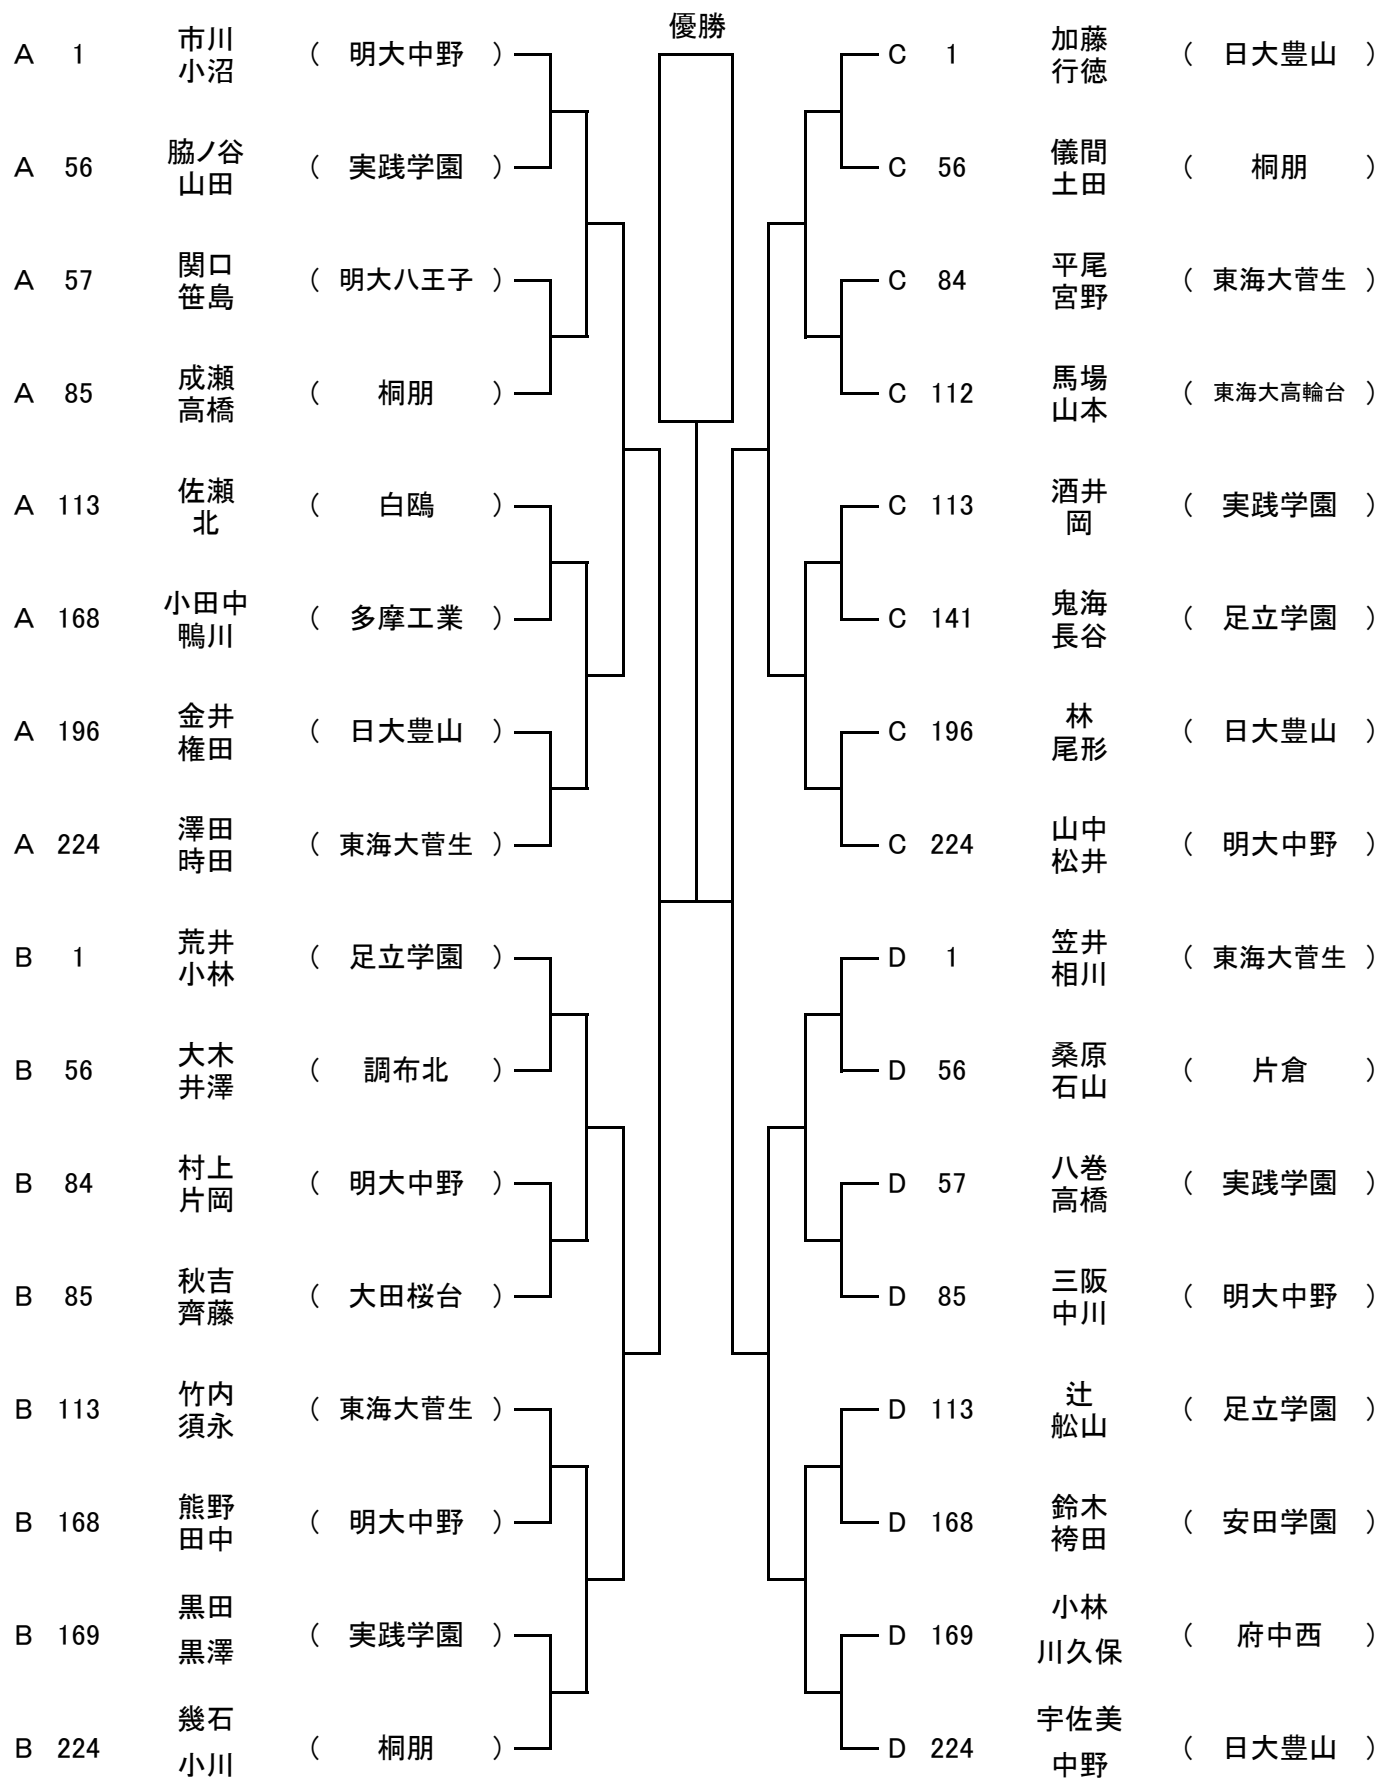 優勝
A 1 市川 小沼 ( 明大中野 )
A 56 脇ノ谷 山田 ( 実践学園 )
A 57 関口 笹島 ( 明大八王子 )
A 85 成瀬 高橋 ( 桐朋 )
A 113 佐瀬 北 ( 白鴎 )
A 168 小田中 鴨川 ( 多摩工業 )
A 196 金井 権田 ( 日大豊山 )
A 224 澤田 時田 ( 東海大菅生 )
B 1 荒井 小林 ( 足立学園 )
B 56 大木 井澤 ( 調布北 )
B 84 村上 片岡 ( 明大中野 )
B 85 秋吉 齊藤 ( 大田桜台 )
B 113 竹内 須永 ( 東海大菅生 )
B 168 熊野 田中 ( 明大中野 )
B 169 黒田 黒澤 ( 実践学園 )
B 224 幾石 小川 ( 桐朋 )
C 1 加藤 行徳 ( 日大豊山 )
C 56 儀間 土田 ( 桐朋 )
C 84 平尾 宮野 ( 東海大菅生 )
C 112 馬場 山本 ( 東海大高輪台 )
C 113 酒井 岡 ( 実践学園 )
C 141 鬼海 長谷 ( 足立学園 )
C 196 林 尾形 ( 日大豊山 )
C 224 山中 松井 ( 明大中野 )
D 1 笠井 相川 ( 東海大菅生 )
D 56 桑原 石山 ( 片倉 )
D 57 八巻 高橋 ( 実践学園 )
D 85 三阪 中川 ( 明大中野 )
D 113 辻 舩山 ( 足立学園 )
D 168 鈴木 袴田 ( 安田学園 )
D 169 小林 川久保 ( 府中西 )
D 224 宇佐美 中野 ( 日大豊山 )